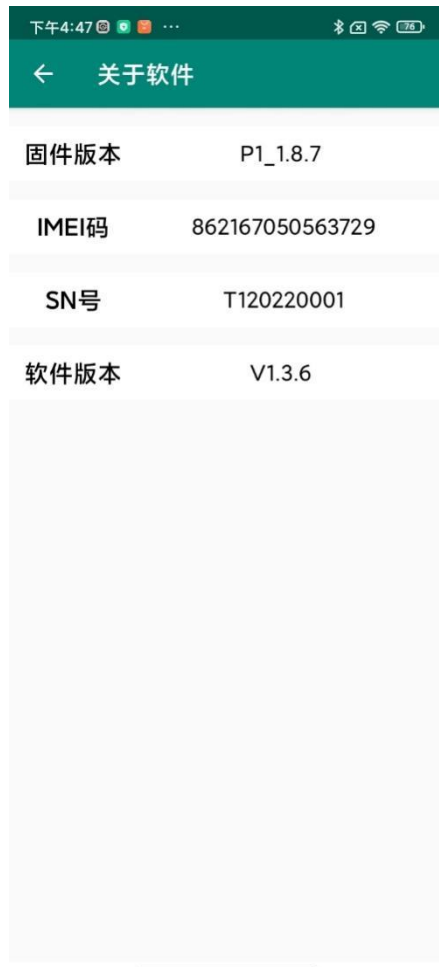 下午4:47 ··· 76
关于软件
固件版本 P1_1.8.7
IMEI码 862167050563729
SN号 T120220001
软件版本 V1.3.6